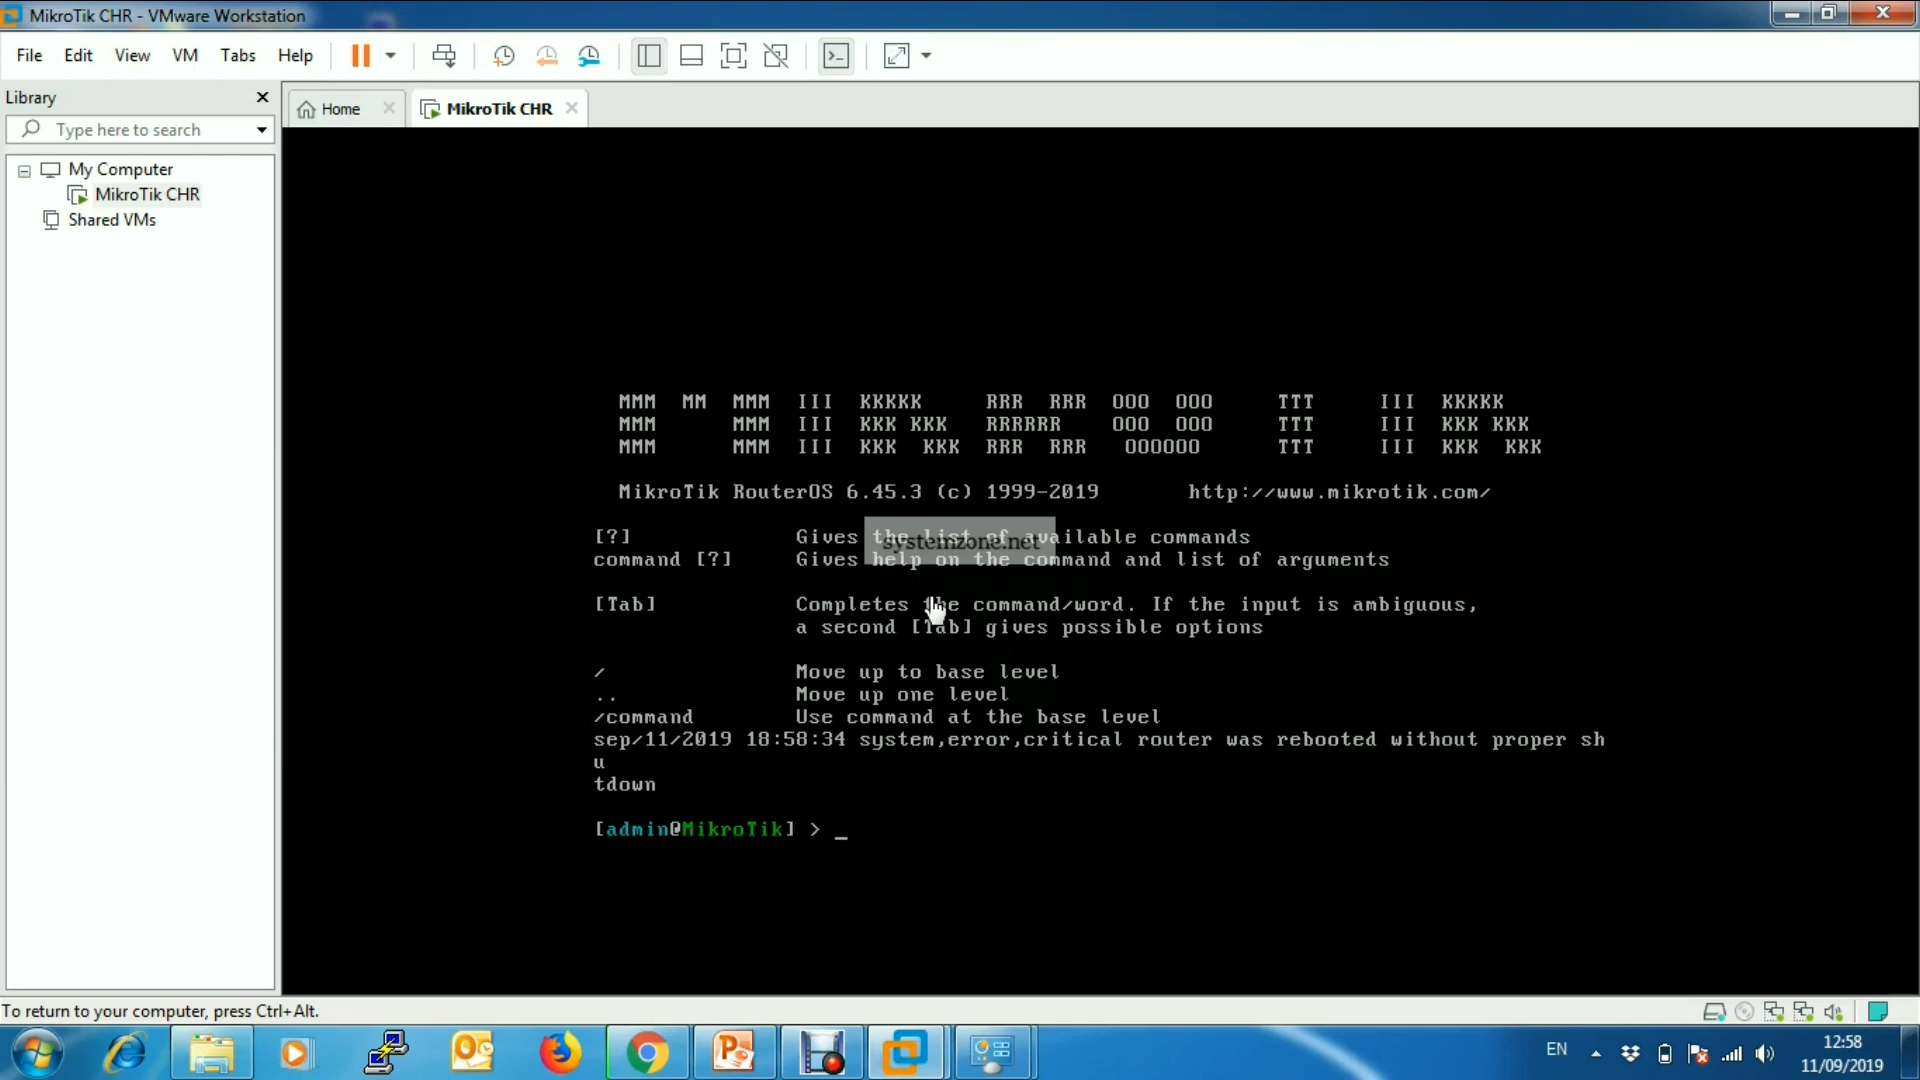 MikroTik CHR - VMware Workstation
File Edit View VM Tabs Help
Library
Home
MikroTik CHR
Type here to search
My Computer
MikroTik CHR
Shared VMs
MMM MM MMM III KKKKK RRR RRR OOO OOO TTT III KKKKK
MMM MMM III KKK KKK RRRRRR OOO OOO TTT III KKK KKK
MMM MMM III KKK KKK RRR RRR OOOOOO TTT III KKK KKK
MikroTik RouterOS 6.45.3 (c) 1999-2019 http://www.mikrotik.com/
[?] Gives the list of available commands
systemzone.net
command [?] Gives help on the command and list of arguments
[Tab] Completes the command/word. If the input is ambiguous,
a second [Tab] gives possible options
/ Move up to base level
.. Move up one level
/command Use command at the base level
sep/11/2019 18:58:34 system,error,critical router was rebooted without proper sh
u
tdown
[admin@MikroTik] > _
To return to your computer, press Ctrl+Alt.
EN
12:58
11/09/2019